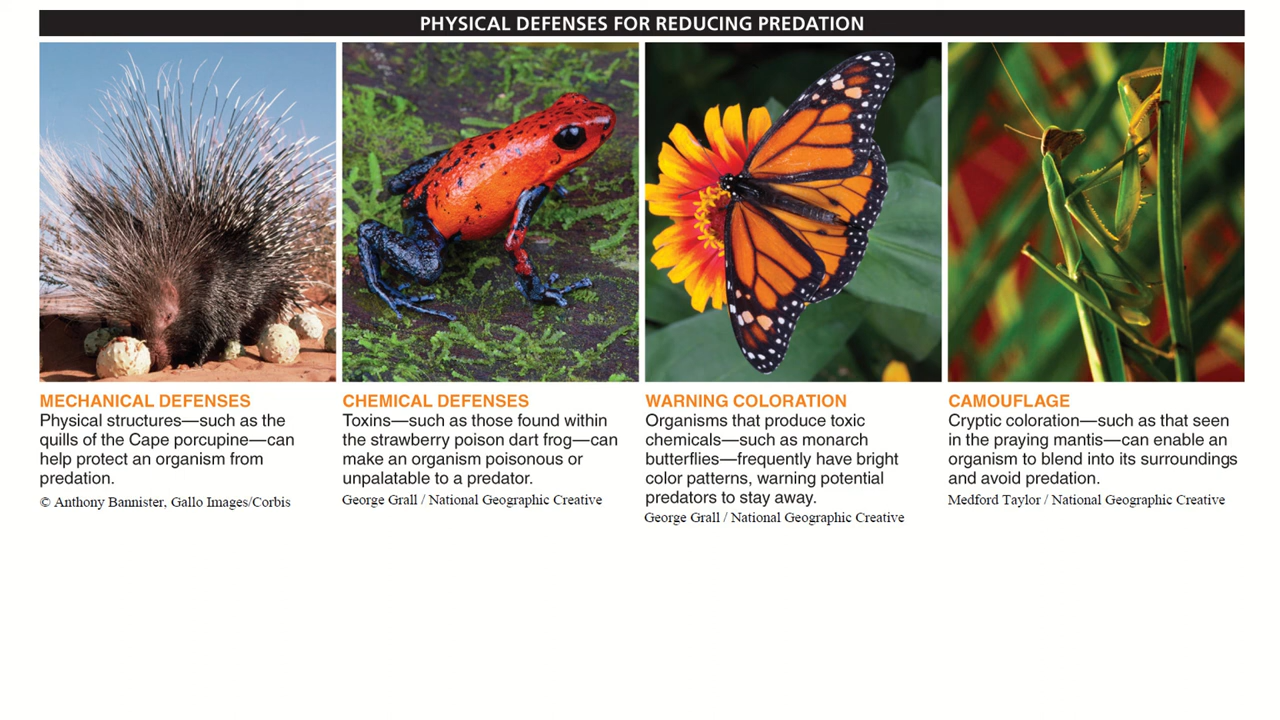 PHYSICAL DEFENSES FOR REDUCING PREDATION
MECHANICAL DEFENSES
Physical structures—such as the
quills of the Cape porcupine—can
help protect an organism from
predation.
© Anthony Bannister, Gallo Images/Corbis
CHEMICAL DEFENSES
Toxins—such as those found within
the strawberry poison dart frog—can
make an organism poisonous or
unpalatable to a predator.
George Grall / National Geographic Creative
WARNING COLORATION
Organisms that produce toxic
chemicals—such as monarch
butterflies—frequently have bright
color patterns, warning potential
predators to stay away.
George Grall / National Geographic Creative
CAMOUFLAGE
Cryptic coloration—such as that seen
in the praying mantis—can enable an
organism to blend into its surroundings
and avoid predation.
Medford Taylor / National Geographic Creative